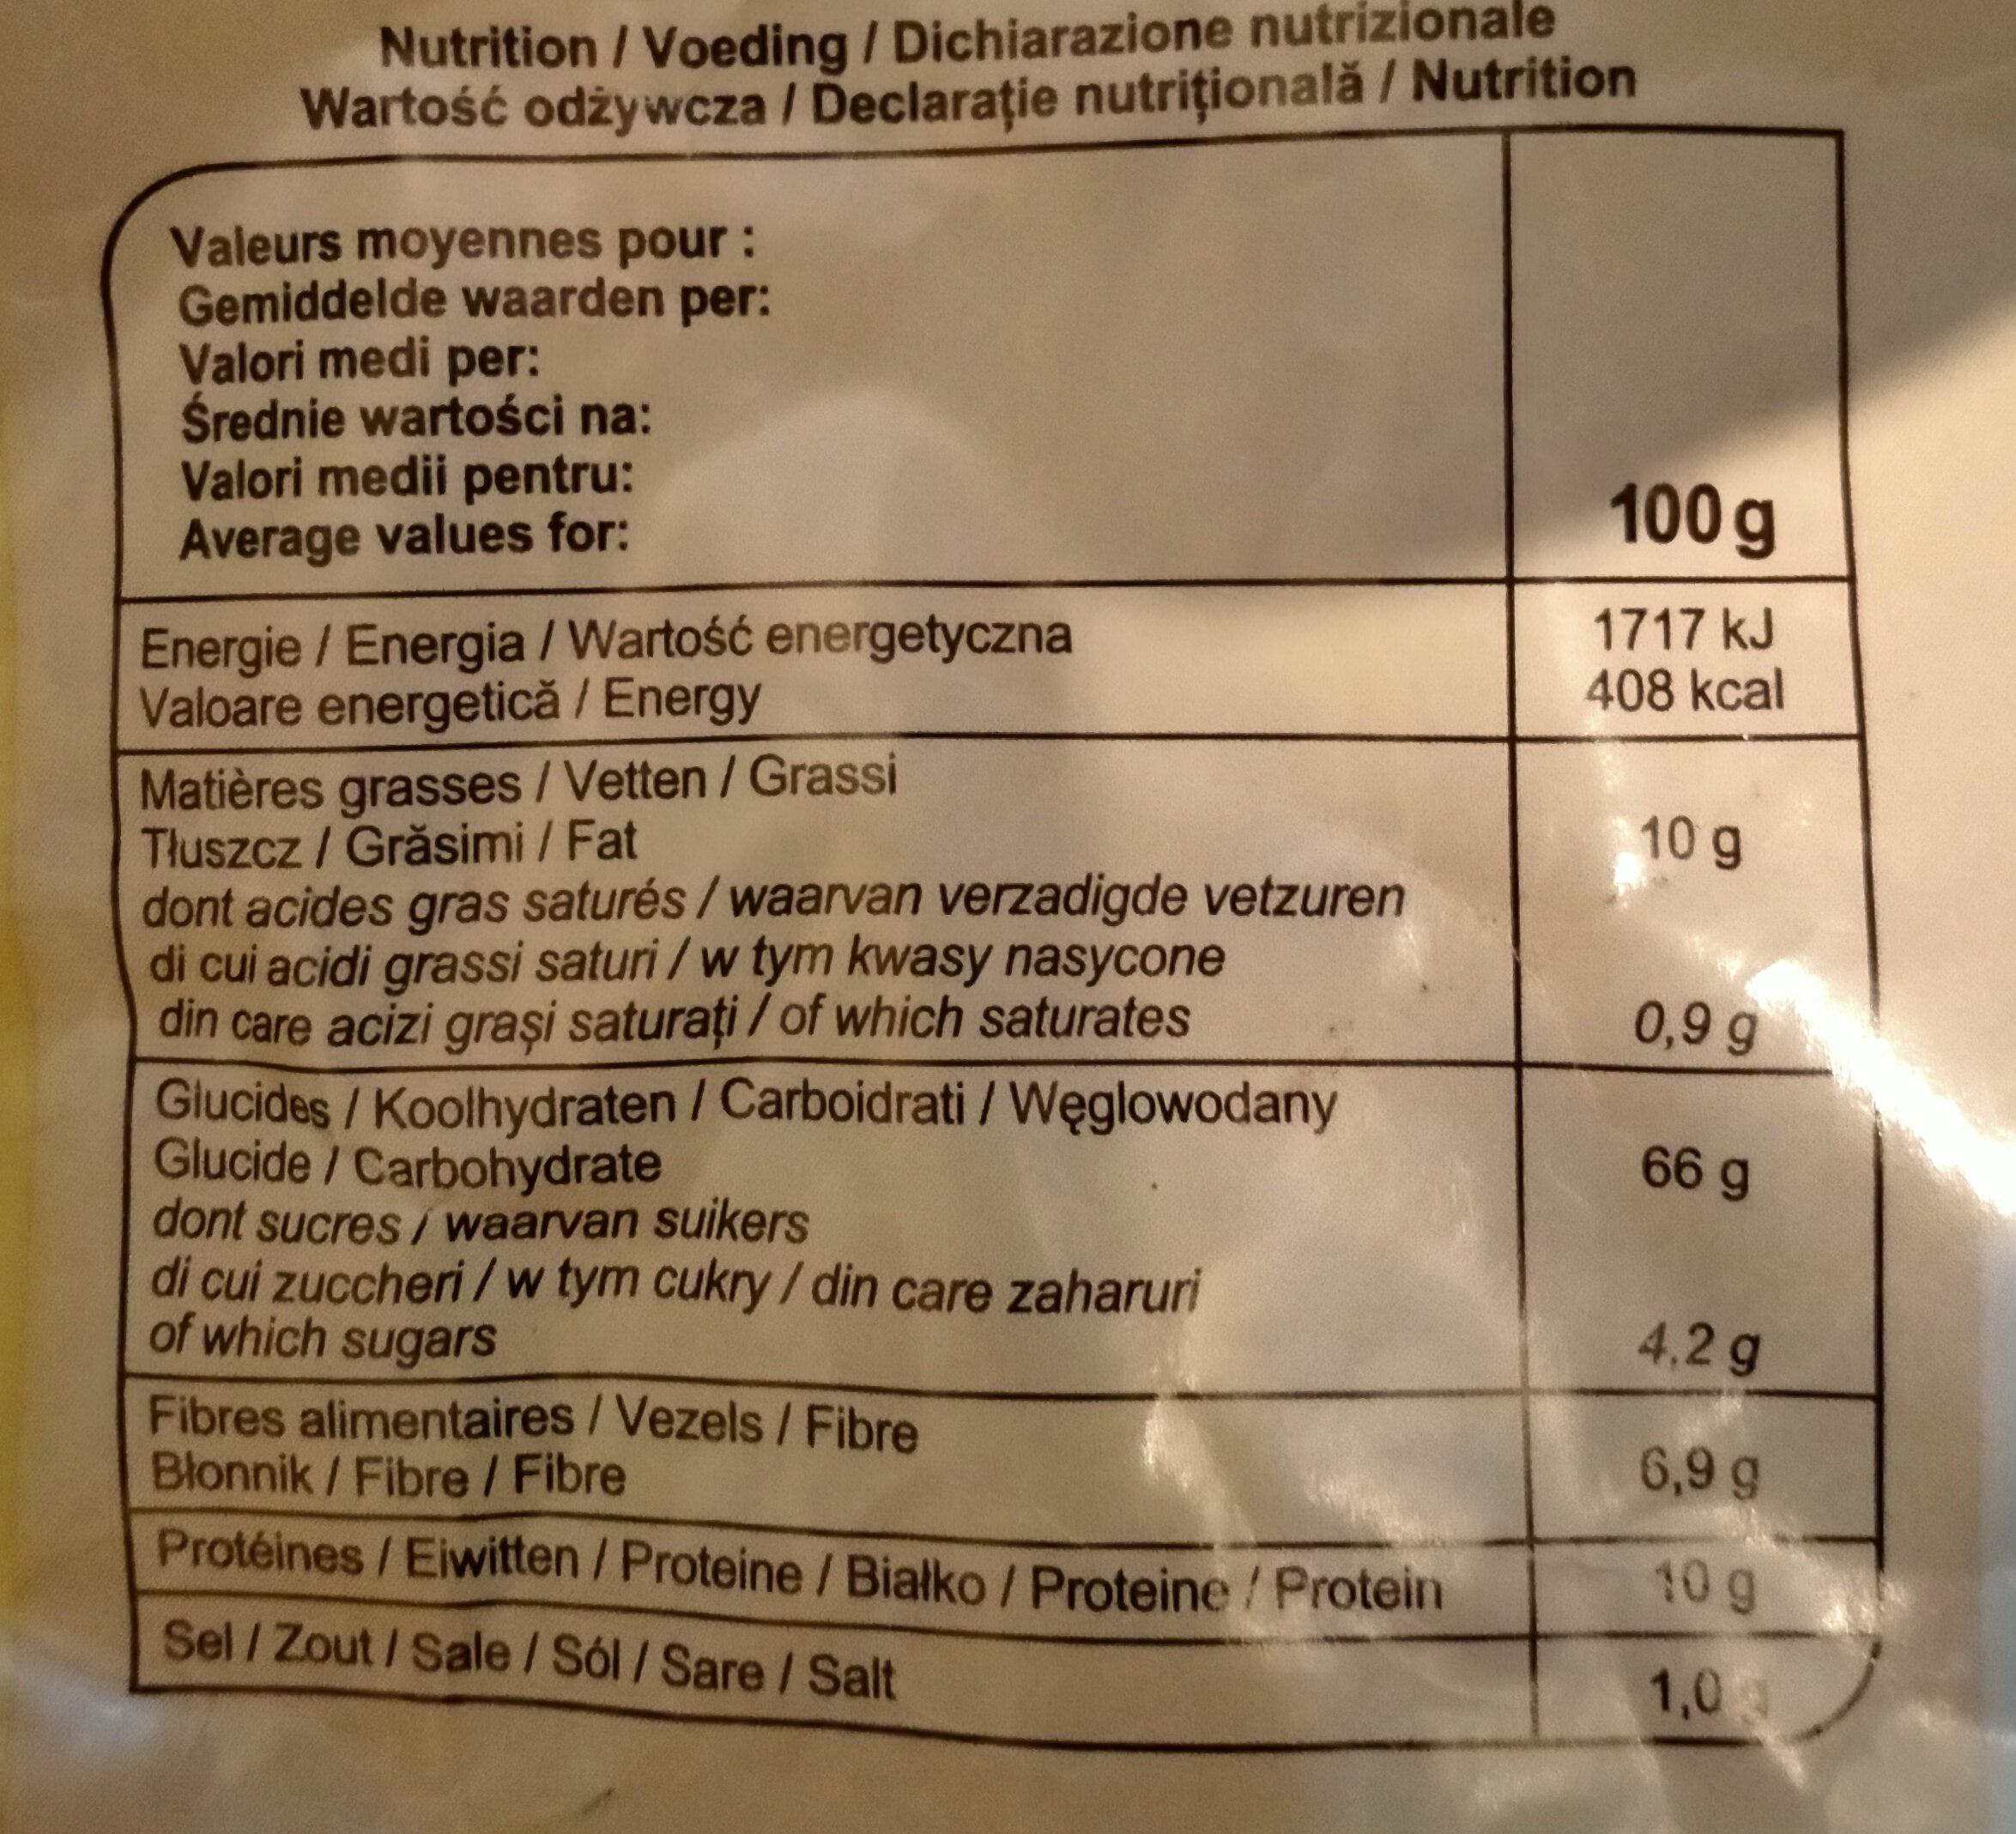 Nutrition / Voeding / Dichiarazione nutrizionale
Wartość odżywcza / Declarație nutrițională / Nutrition
Valeurs moyennes pour :
Gemiddelde waarden per:
Valori medi per:
Średnie wartości na:
Valori medii pentru:
Average values for:
100 g
Energie / Energia / Wartość energetyczna
Valoare energetică / Energy
1717 kJ
408 kcal
Matières grasses / Vetten / Grassi
Tłuszcz / Grăsimi / Fat
10 g
dont acides gras saturés / waarvan verzadigde vetzuren
di cui acidi grassi saturi / w tym kwasy nasycone
din care acizi grași saturați / of which saturates
0,9 g
Glucides / Koolhydraten / Carboidrati / Węglowodany
Glucide / Carbohydrate
66 g
dont sucres / waarvan suikers
di cui zuccheri / w tym cukry / din care zaharuri
of which sugars
4,2 g
Fibres alimentaires / Vezels / Fibre
Błonnik / Fibre / Fibre
6,9 g
Protéines / Eiwitten / Proteine / Białko / Proteine / Protein
10 g
Sel / Zout / Sale / Sól / Sare / Salt
1,0 g